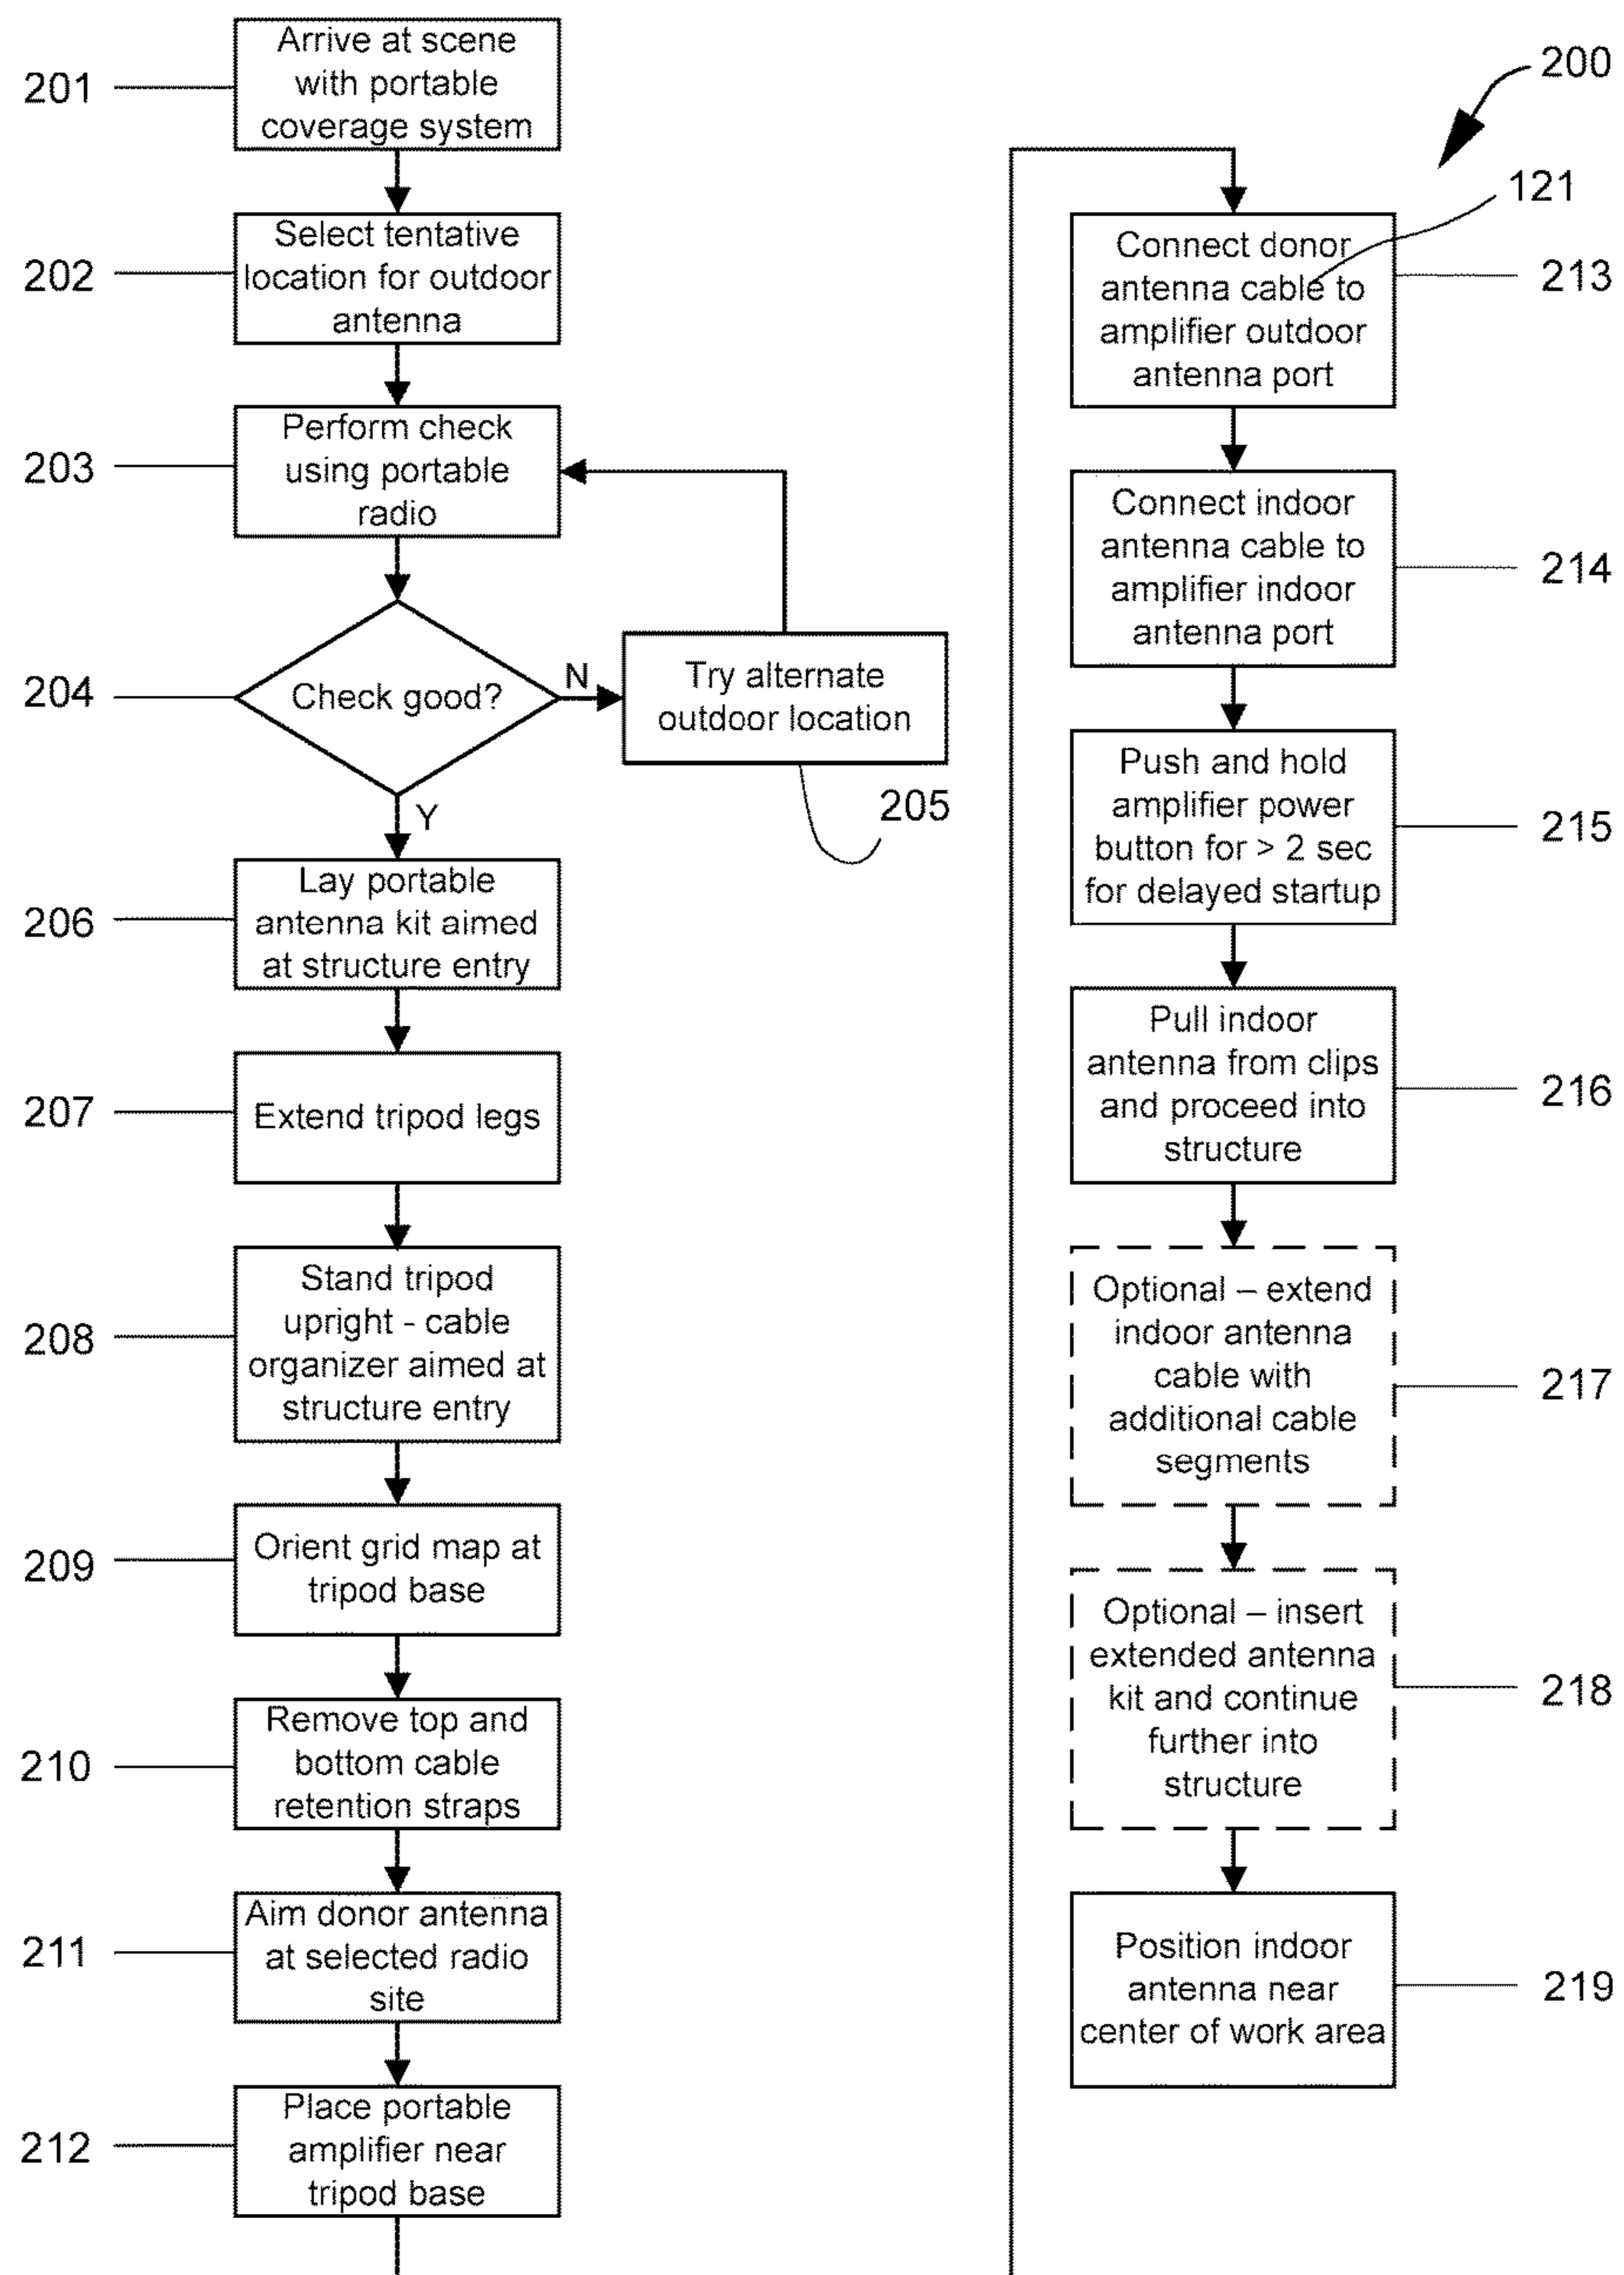 201
Arrive at scene
with portable
coverage system
202
Select tentative
location for outdoor
antenna
203
Perform check
using portable
radio
204
Check good?
N
Try alternate
outdoor location
205
Y
206
Lay portable
antenna kit aimed
at structure entry
207
Extend tripod legs
208
Stand tripod
upright - cable
organizer aimed at
structure entry
209
Orient grid map at
tripod base
210
Remove top and
bottom cable
retention straps
211
Aim donor antenna
at selected radio
site
212
Place portable
amplifier near
tripod base
200
121
Connect donor
antenna cable to
amplifier outdoor
antenna port
213
Connect indoor
antenna cable to
amplifier indoor
antenna port
214
Push and hold
amplifier power
button for > 2 sec
for delayed startup
215
Pull indoor
antenna from clips
and proceed into
structure
216
Optional – extend
indoor antenna
cable with
additional cable
segments
217
Optional – insert
extended antenna
kit and continue
further into
structure
218
Position indoor
antenna near
center of work area
219